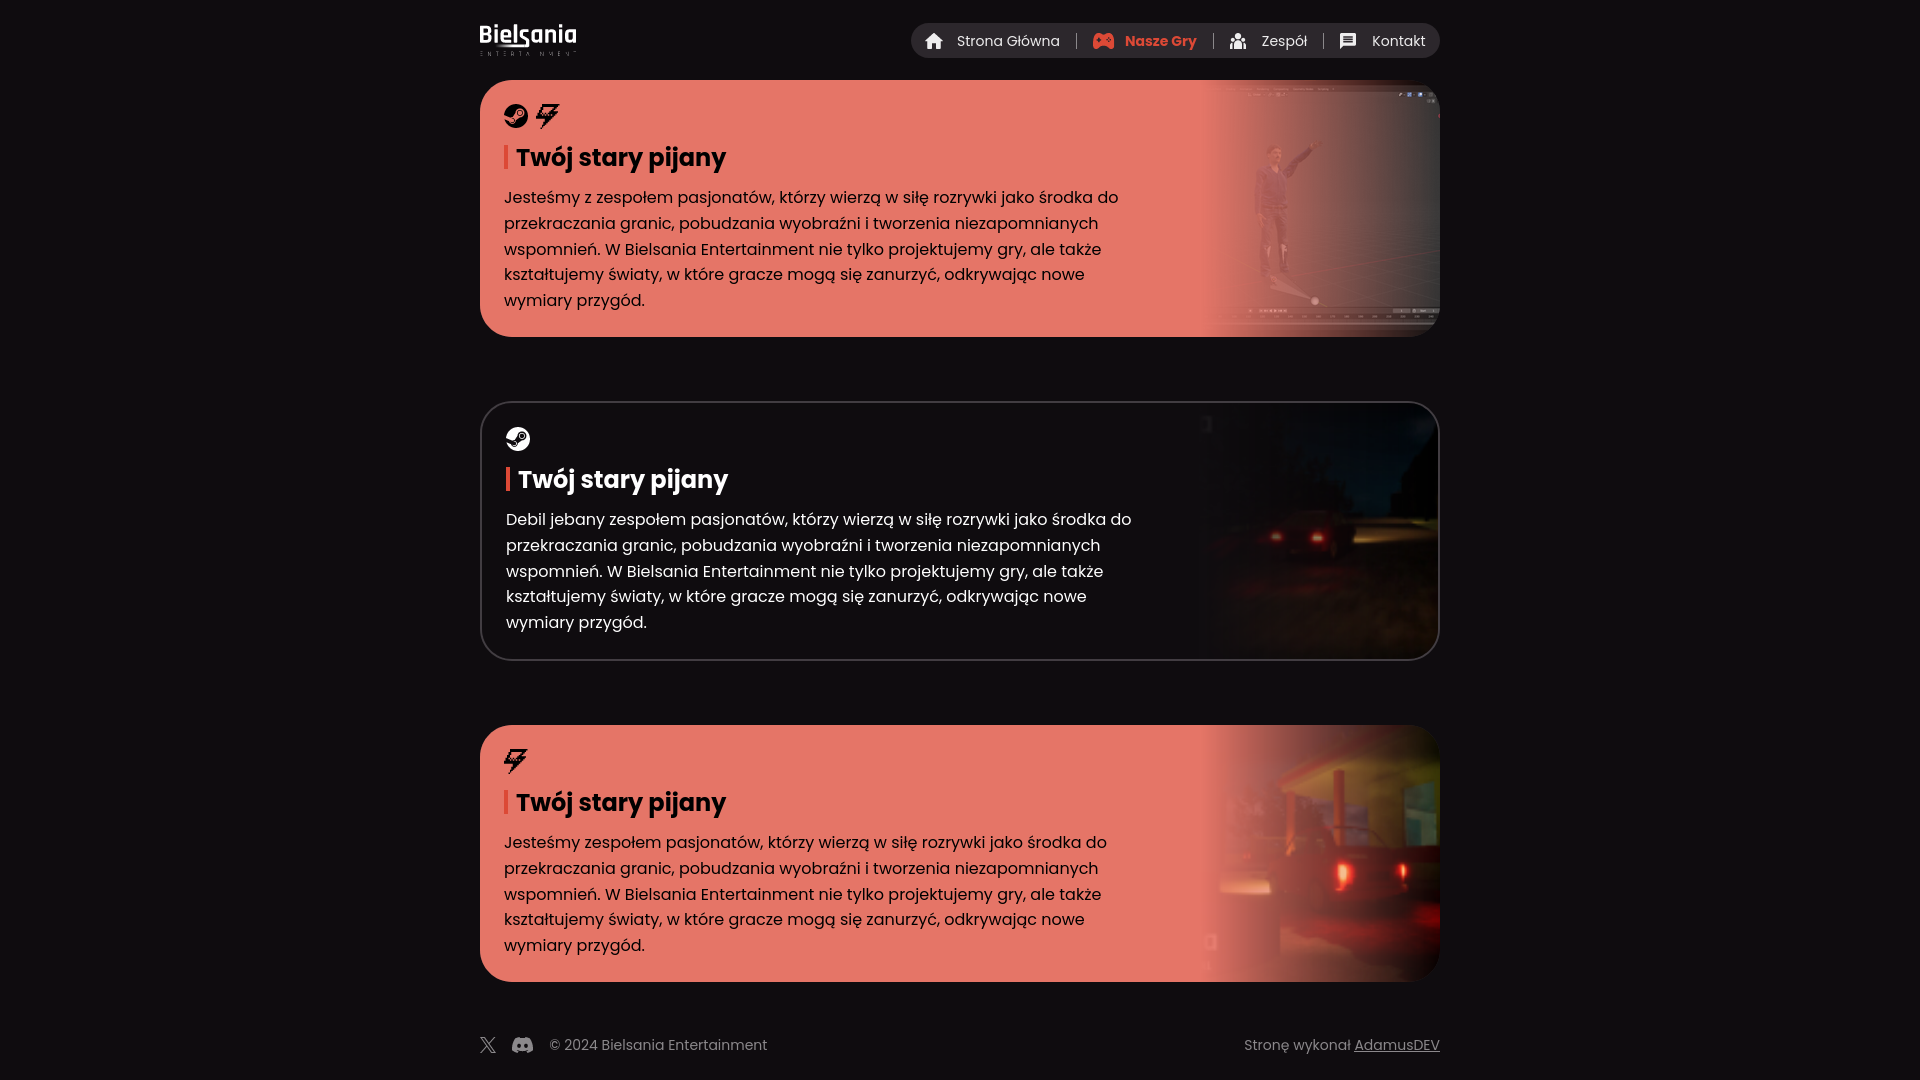 Bielsania
ENTERTAINMENT
Strona Główna
Nasze Gry
Zespół
Kontakt
Twój stary pijany
Jesteśmy z zespołem pasjonatów, którzy wierzą w siłę rozrywki jako środka do
przekraczania granic, pobudzania wyobraźni i tworzenia niezapomnianych
wspomnień. W Bielsania Entertainment nie tylko projektujemy gry, ale także
kształtujemy światy, w które gracze mogą się zanurzyć, odkrywając nowe
wymiary przygód.
Twój stary pijany
Debil jebany zespołem pasjonatów, którzy wierzą w siłę rozrywki jako środka do
przekraczania granic, pobudzania wyobraźni i tworzenia niezapomnianych
wspomnień. W Bielsania Entertainment nie tylko projektujemy gry, ale także
kształtujemy światy, w które gracze mogą się zanurzyć, odkrywając nowe
wymiary przygód.
Twój stary pijany
Jesteśmy zespołem pasjonatów, którzy wierzą w siłę rozrywki jako środka do
przekraczania granic, pobudzania wyobraźni i tworzenia niezapomnianych
wspomnień. W Bielsania Entertainment nie tylko projektujemy gry, ale także
kształtujemy światy, w które gracze mogą się zanurzyć, odkrywając nowe
wymiary przygód.
© 2024 Bielsania Entertainment
Stronę wykonał AdamusDEV